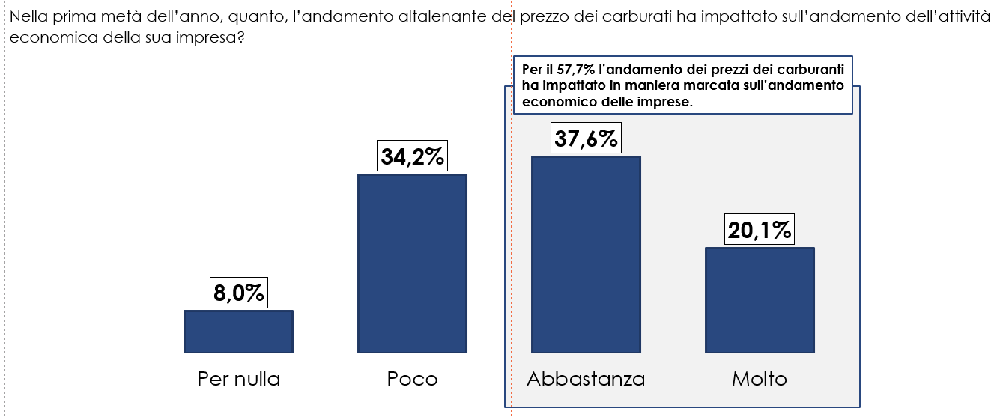 Nella prima metà dell’anno, quanto, l’andamento altalenante del prezzo dei carburati ha impattato sull’andamento dell’attività
economica della sua impresa?
Per il 57,7% l’andamento dei prezzi dei carburanti
ha impattato in maniera marcata sull’andamento
economico delle imprese.
37,6%
34,2%
20,1%
8,0%
Per nulla
Poco
Abbastanza
Molto